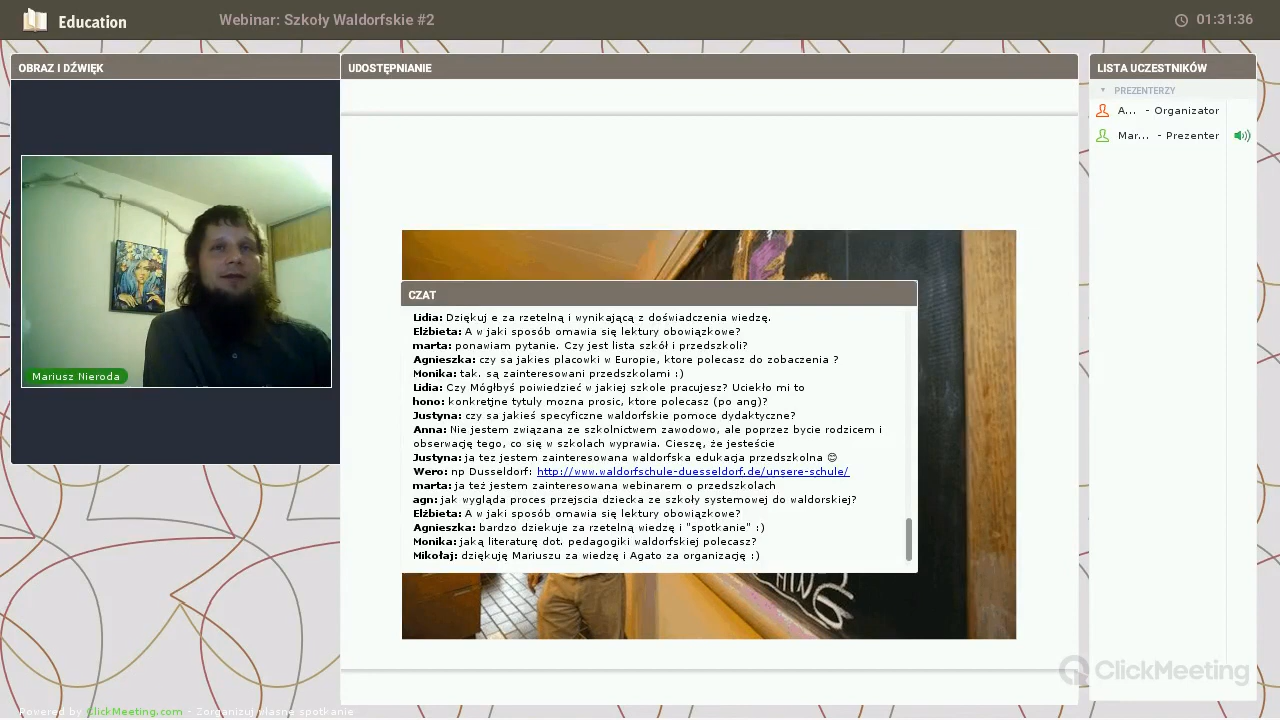 Education
Webinar: Szkoły Waldorfskie #2
01:31:36
OBRAZ I DŹWIĘK
Mariusz Nieroda
UDOSTĘPNIANIE
CZAT
Lidia: Dziękuj e za rzetelną i wynikającą z doświadczenia wiedzę.
Elżbieta: A w jaki sposób omawia się lektury obowiązkowe?
marta: ponawiam pytanie. Czy jest lista szkół i przedszkoli?
Agnieszka: czy sa jakies placowki w Europie, ktore polecasz do zobaczenia ?
Monika: tak. są zainteresowani przedszkolami :)
Lidia: Czy Mógłbyś poiwiedzieć w jakiej szkole pracujesz? Uciekło mi to
hono: konkretjne tytuly mozna prosic, ktore polecasz (po ang)?
Justyna: czy sa jakieś specyficzne waldorfskie pomoce dydaktyczne?
Anna: Nie jestem związana ze szkolnictwem zawodowo, ale poprzez bycie rodzicem i
obserwację tego, co się w szkolach wyprawia. Cieszę, że jesteście
Justyna: ja tez jestem zainteresowana waldorfska edukacja przedszkolna 😊
Wero: np Dusseldorf: http://www.waldorfschule-duesseldorf.de/unsere-schule/
marta: ja też jestem zainteresowana webinarem o przedszkolach
agn: jak wygląda proces przejscia dziecka ze szkoły systemowej do waldorskiej?
Elżbieta: A w jaki sposób omawia się lektury obowiązkowe?
Agnieszka: bardzo dziekuje za rzetelną wiedzę i "spotkanie" :)
Monika: jaką literaturę dot. pedagogiki waldorfskiej polecasz?
Mikołaj: dziękuję Mariuszu za wiedzę i Agato za organizację :)
LISTA UCZESTNIKÓW
PREZENTERZY
A... - Organizator
Mar... - Prezenter
ClickMeeting
Powered by ClickMeeting.com - Zorganizuj własne spotkanie